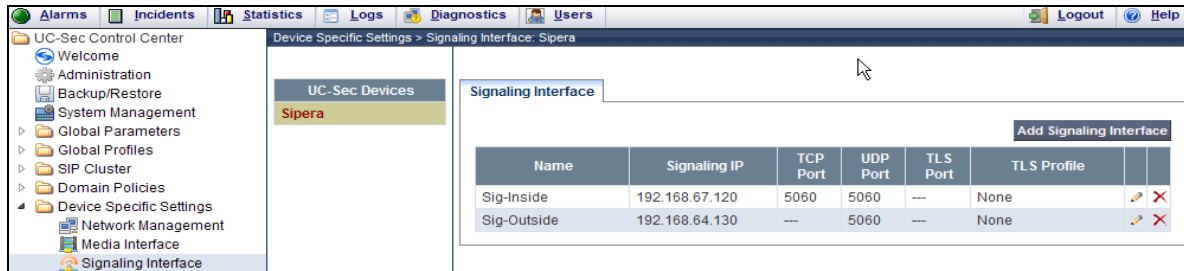 Alarms Incidents Statistics Logs Diagnostics Users Logout Help
UC-Sec Control Center
Welcome
Administration
Backup/Restore
System Management
Global Parameters
Global Profiles
SIP Cluster
Domain Policies
Device Specific Settings
Network Management
Media Interface
Signaling Interface
Device Specific Settings > Signaling Interface: Sipera
UC-Sec Devices
Sipera
Signaling Interface
Add Signaling Interface
Name Signaling IP TCP Port UDP Port TLS Port TLS Profile
Sig-Inside 192.168.67.120 5060 5060 --- None
Sig-Outside 192.168.64.130 --- 5060 --- None